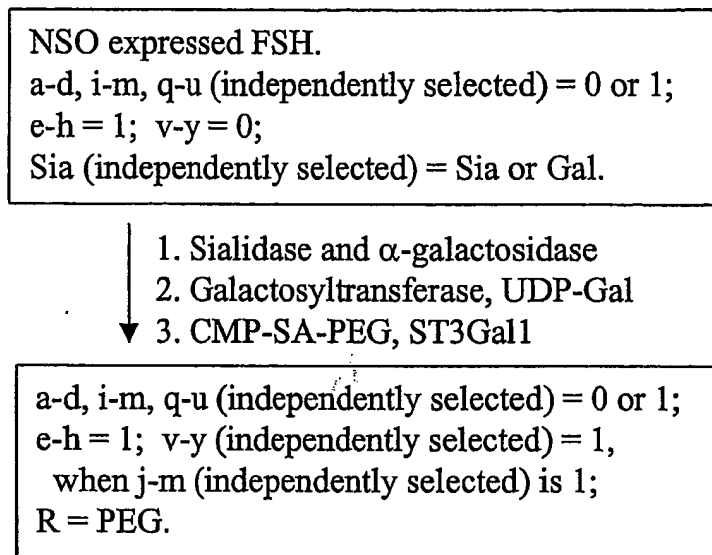 NSO expressed FSH.
a-d, i-m, q-u (independently selected) = 0 or 1;
e-h = 1; v-y = 0;
Sia (independently selected) = Sia or Gal.
1. Sialidase and α-galactosidase
2. Galactosyltransferase, UDP-Gal
3. CMP-SA-PEG, ST3Gal1
a-d, i-m, q-u (independently selected) = 0 or 1;
e-h = 1; v-y (independently selected) = 1,
when j-m (independently selected) is 1;
R = PEG.